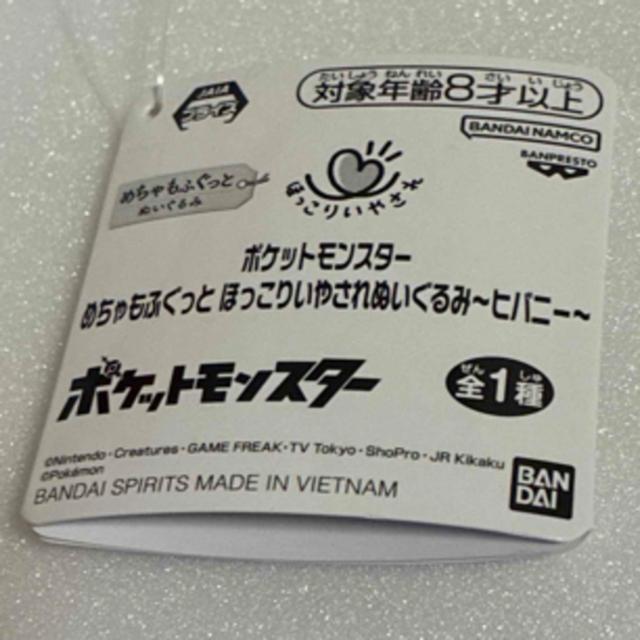 たいしょうねんれい さいいじょう
対象年齢8才以上
BANDAI NAMCO
BANPRESTO
めちゃもふぐっと
ぬいぐるみ
ほっこりいやされ
ポケットモンスター
めちゃもふぐっと ほっこりいやされぬいぐるみ～ヒバニー～
ポケットモンスター
ぜん しゅ
全1種
©Nintendo・Creatures・GAME FREAK・TV Tokyo・ShoPro・JR Kikaku
©Pokémon
BANDAI SPIRITS MADE IN VIETNAM
BAN
DAI